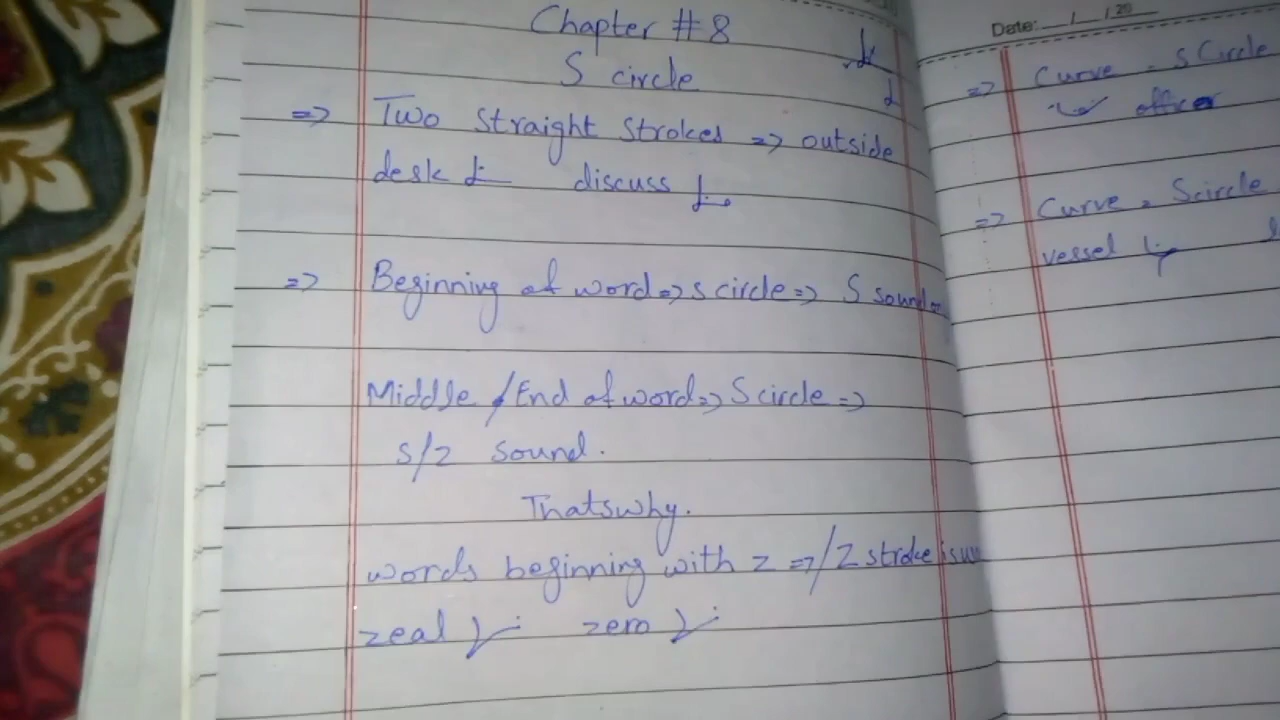 Chapter # 8
S circle
=> Two Straight Strokes => outside
desk discuss
=> Beginning of word => s circle => S sound
Middle / End of word => S circle =>
s/z sound.
Thatswhy.
words beginning with z => / Z stroke is
zeal zero
Date: / / 20
=> Curve - S Circle
officer
=> Curve - S circle
vessel